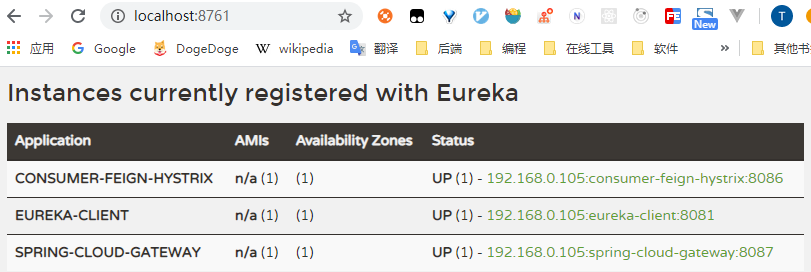 localhost:8761
T
FE
New
应用 Google DogeDoge wikipedia 翻译 后端 编程 在线工具 软件 » 其他书
Instances currently registered with Eureka
Application AMIs Availability Zones Status
CONSUMER-FEIGN-HYSTRIX n/a (1) (1) UP (1) - 192.168.0.105:consumer-feign-hystrix:8086
EUREKA-CLIENT n/a (1) (1) UP (1) - 192.168.0.105:eureka-client:8081
SPRING-CLOUD-GATEWAY n/a (1) (1) UP (1) - 192.168.0.105:spring-cloud-gateway:8087